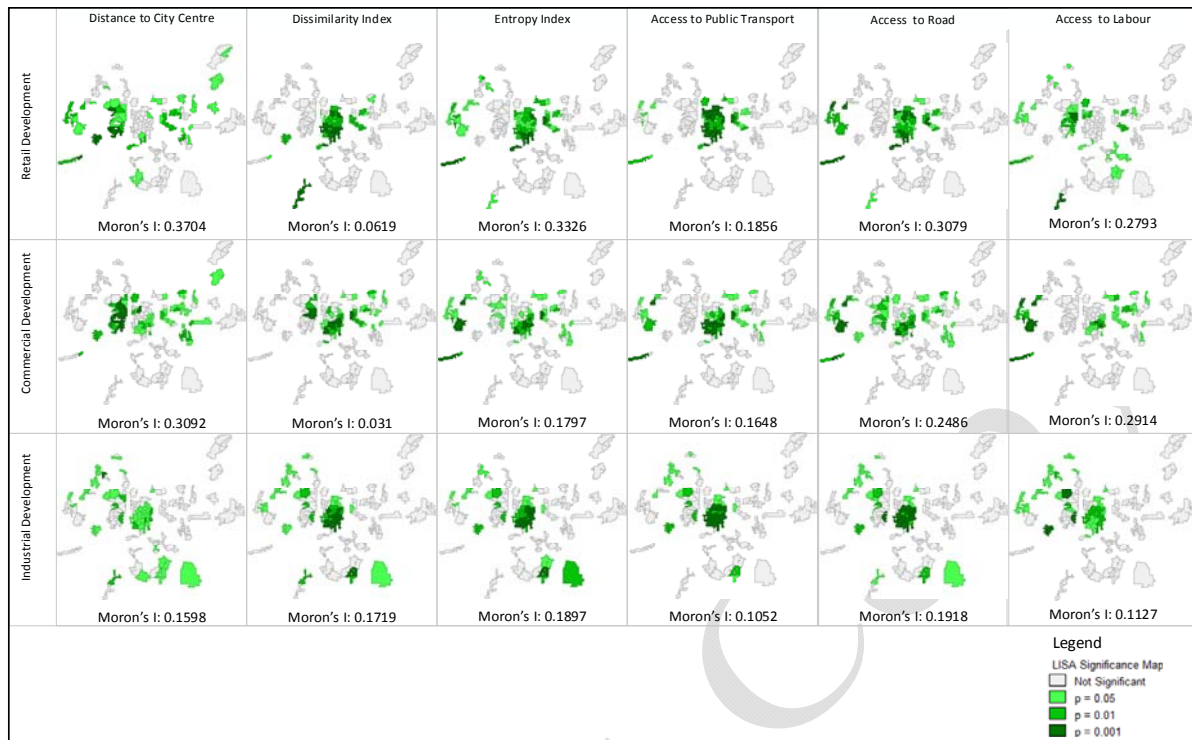 Distance to City Centre
Dissimilarity Index
Entropy Index
Access to Public Transport
Access to Road
Access to Labour
Retail Development
Moron's I: 0.3704
Moron's I: 0.0619
Moron's I: 0.3326
Moron's I: 0.1856
Moron's I: 0.3079
Moron's I: 0.2793
Commercial Development
Moron's I: 0.3092
Moron's I: 0.031
Moron's I: 0.1797
Moron's I: 0.1648
Moron's I: 0.2486
Moron's I: 0.2914
Industrial Development
Moron's I: 0.1598
Moron's I: 0.1719
Moron's I: 0.1897
Moron's I: 0.1052
Moron's I: 0.1918
Moron's I: 0.1127
Legend
LISA Significance Map
Not Significant
p = 0.05
p = 0.01
p = 0.001